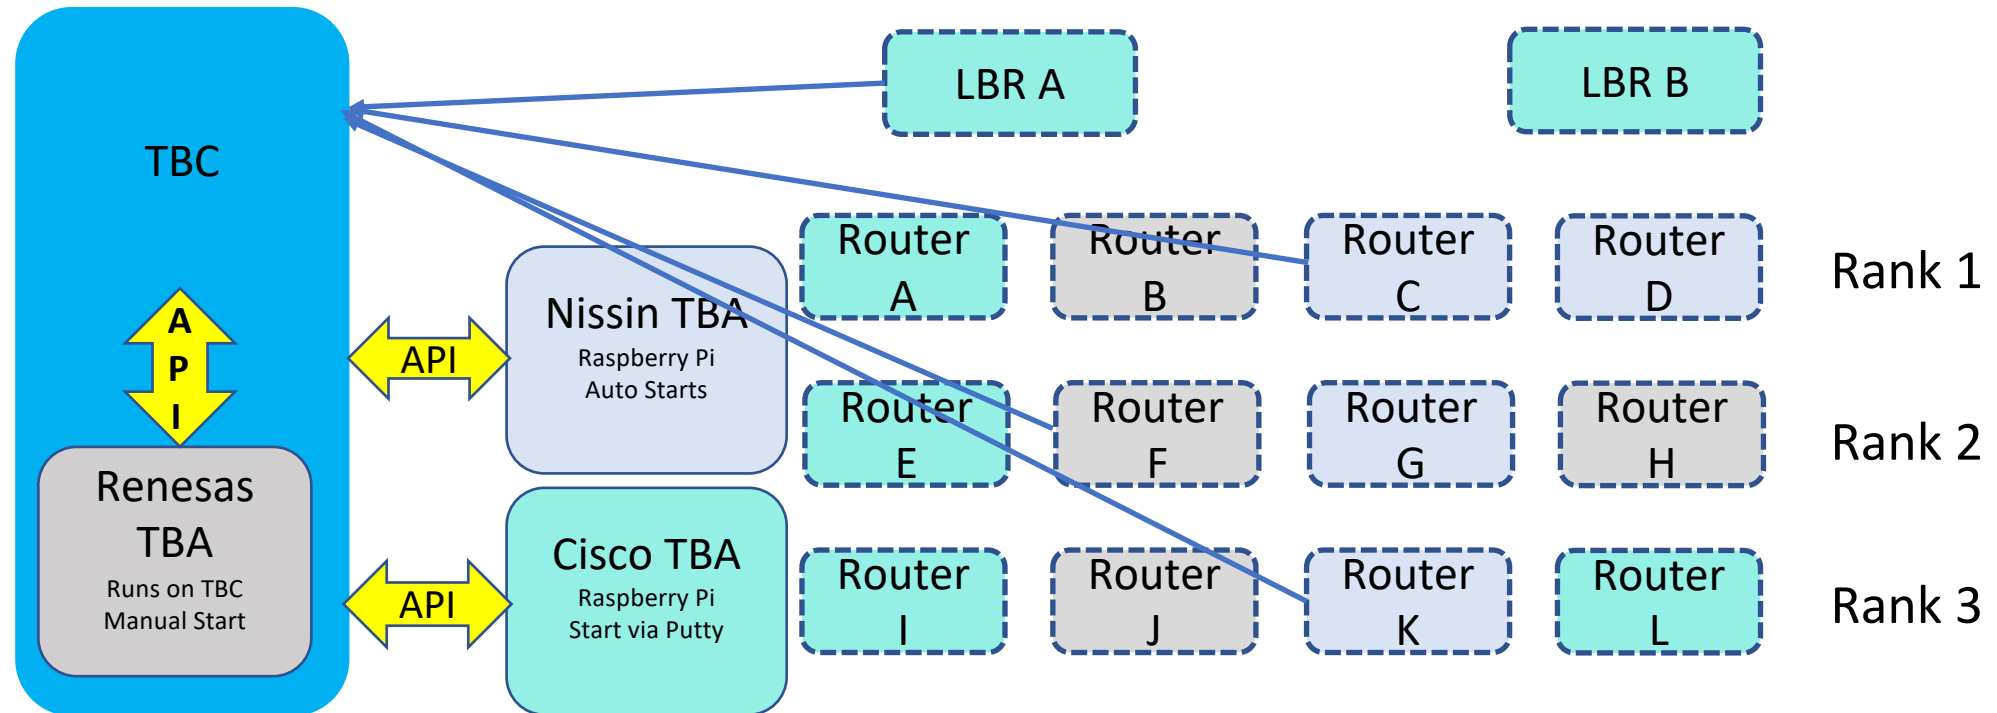 TBC
A
P
I
Renesas
TBA
Runs on TBC
Manual Start
API
Nissin TBA
Raspberry Pi
Auto Starts
API
Cisco TBA
Raspberry Pi
Start via Putty
LBR A
LBR B
Router
A
Router
B
Router
C
Router
D
Rank 1
Router
E
Router
F
Router
G
Router
H
Rank 2
Router
I
Router
J
Router
K
Router
L
Rank 3